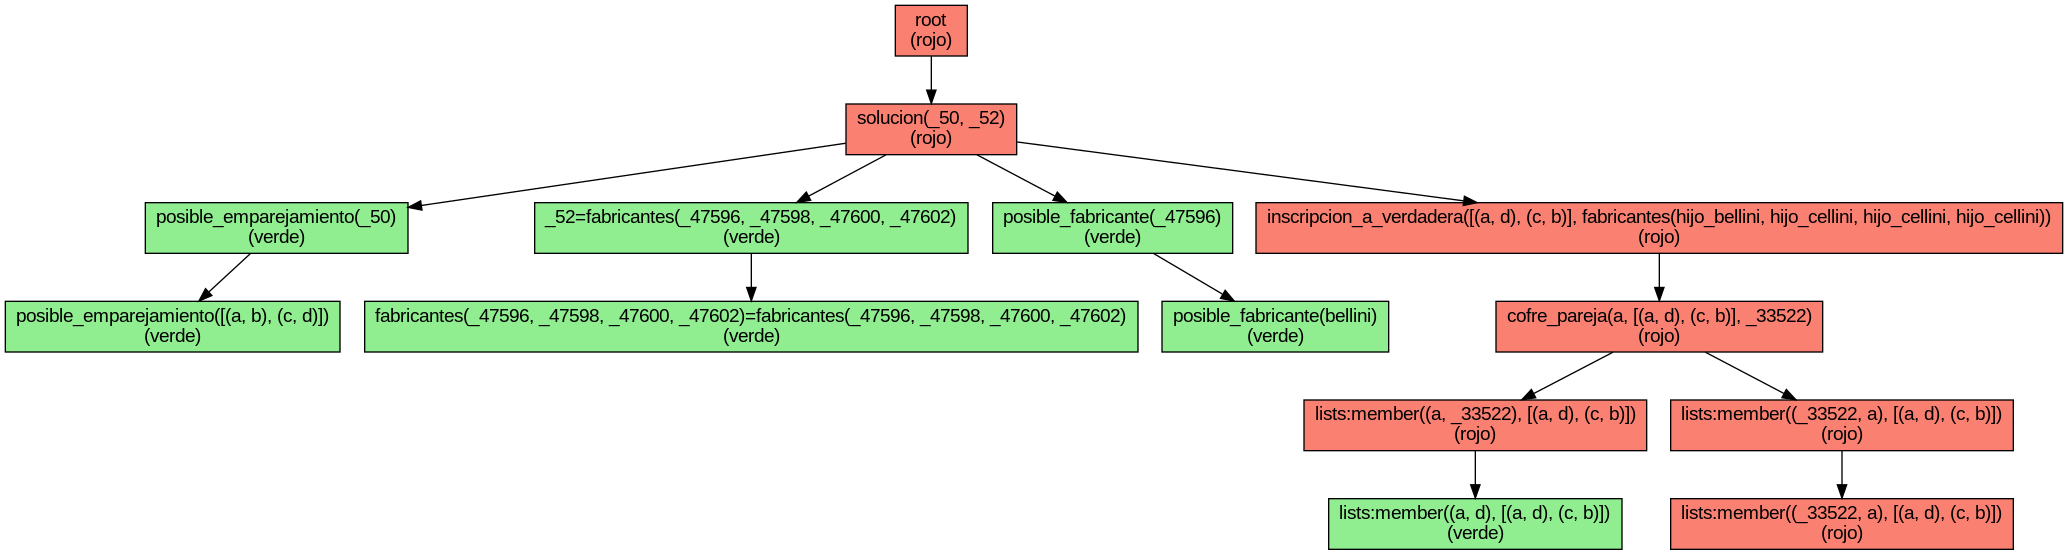 root
(rojo)
solucion(_50, _52)
(rojo)
posible_emparejamiento(_50)
(verde)
_52=fabricantes(_47596, _47598, _47600, _47602)
(verde)
posible_fabricante(_47596)
(verde)
inscripcion_a_verdadera([(a, d), (c, b)], fabricantes(hijo_bellini, hijo_cellini, hijo_cellini, hijo_cellini))
(rojo)
posible_emparejamiento([(a, b), (c, d)])
(verde)
fabricantes(_47596, _47598, _47600, _47602)=fabricantes(_47596, _47598, _47600, _47602)
(verde)
posible_fabricante(bellini)
(verde)
cofre_pareja(a, [(a, d), (c, b)], _33522)
(rojo)
lists:member((a, _33522), [(a, d), (c, b)])
(rojo)
lists:member((_33522, a), [(a, d), (c, b)])
(rojo)
lists:member((a, d), [(a, d), (c, b)])
(verde)
lists:member((_33522, a), [(a, d), (c, b)])
(rojo)